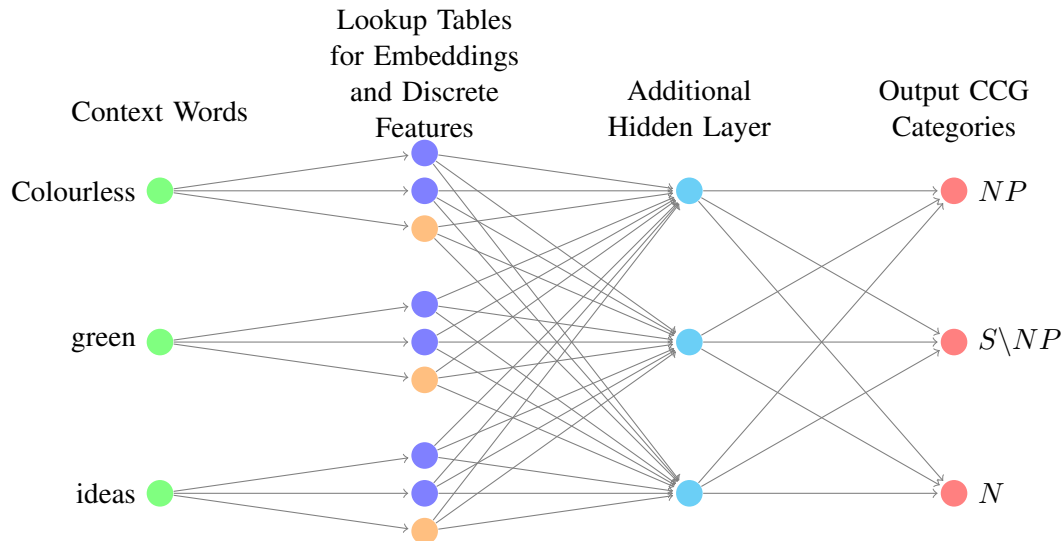 Context Words
Lookup Tables
for Embeddings
and Discrete
Features
Additional
Hidden Layer
Output CCG
Categories
Colourless
NP
green
S\NP
ideas
N